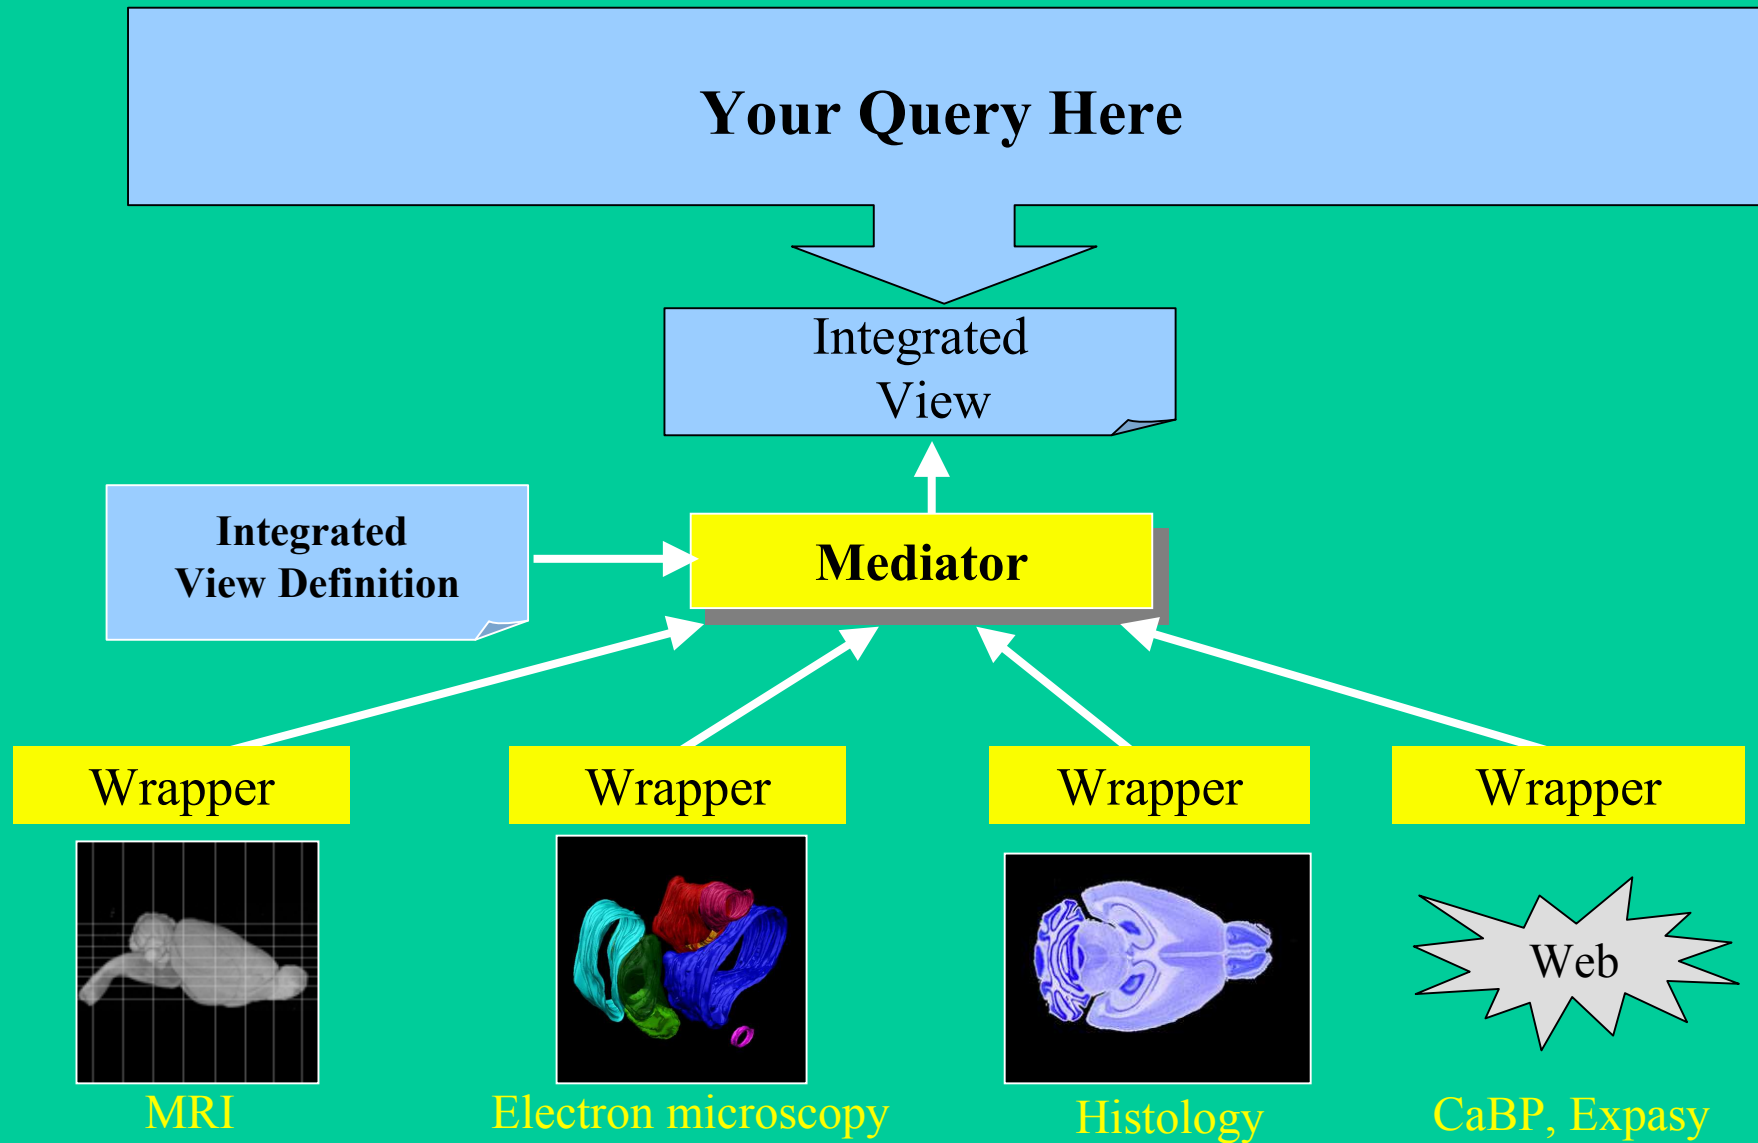 Your Query Here
Integrated
View
Integrated
View Definition
Mediator
Wrapper
Wrapper
Wrapper
Wrapper
Web
MRI
Electron microscopy
Histology
CaBP, Expasy